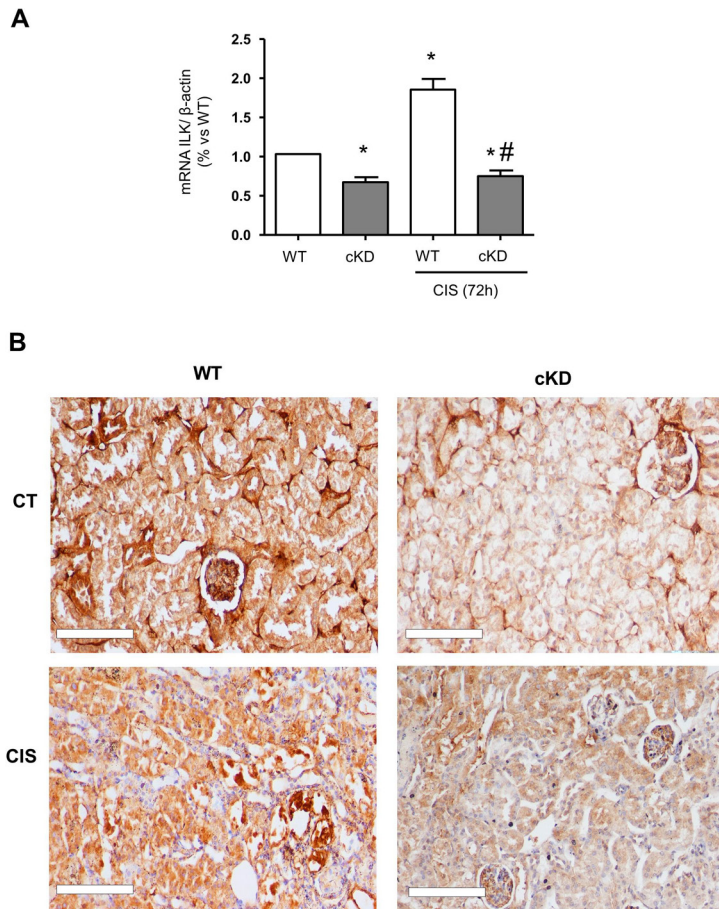 A
mRNA ILK/ β-actin
(% vs WT)
2.5
2.0
1.5
1.0
0.5
0.0
*
*
*#
WT
cKD
WT
cKD
CIS (72h)
B
WT
cKD
CT
CIS